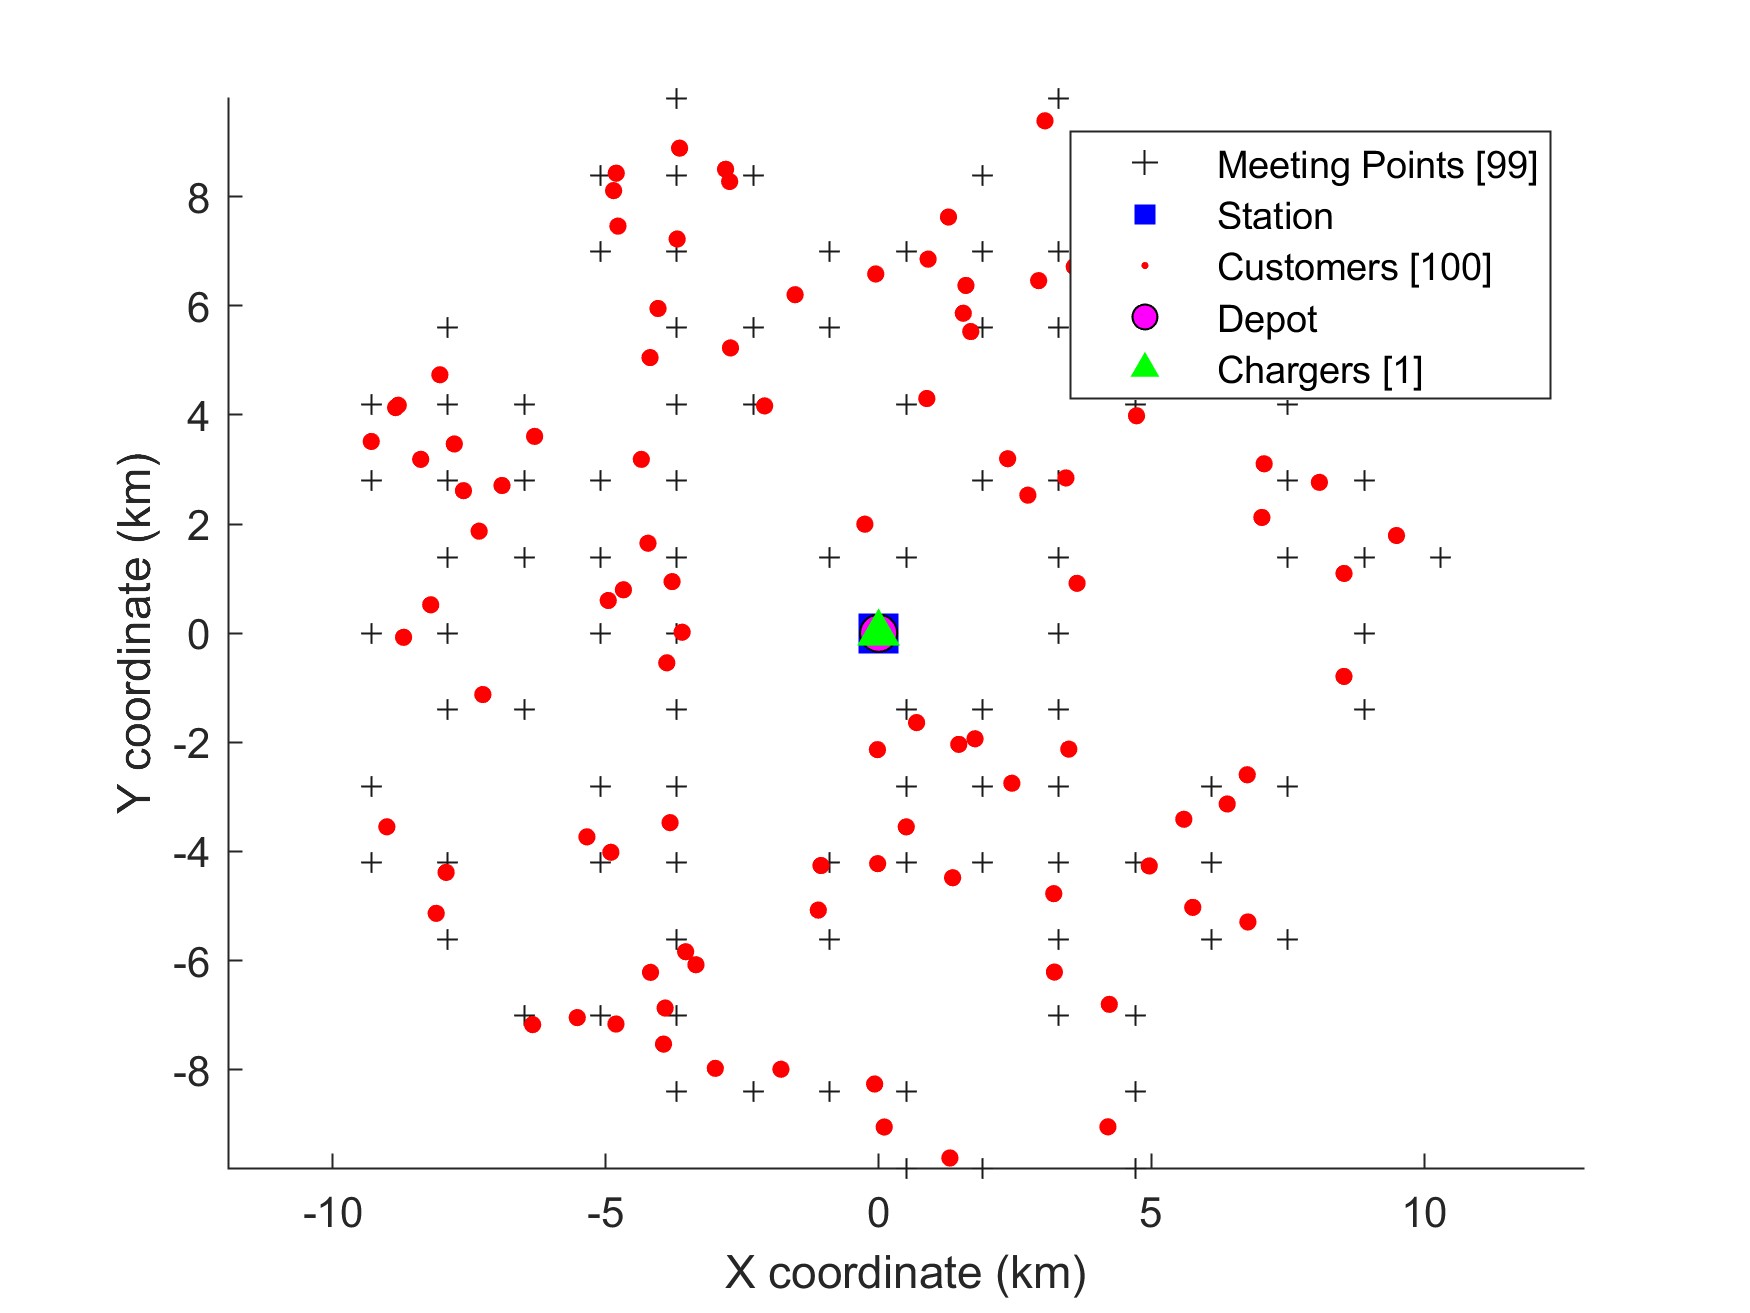 Meeting Points [99]
Station
Customers [100]
Depot
Chargers [1]
8
6
4
2
0
-2
-4
-6
-8
Y coordinate (km)
-10
-5
0
5
10
X coordinate (km)